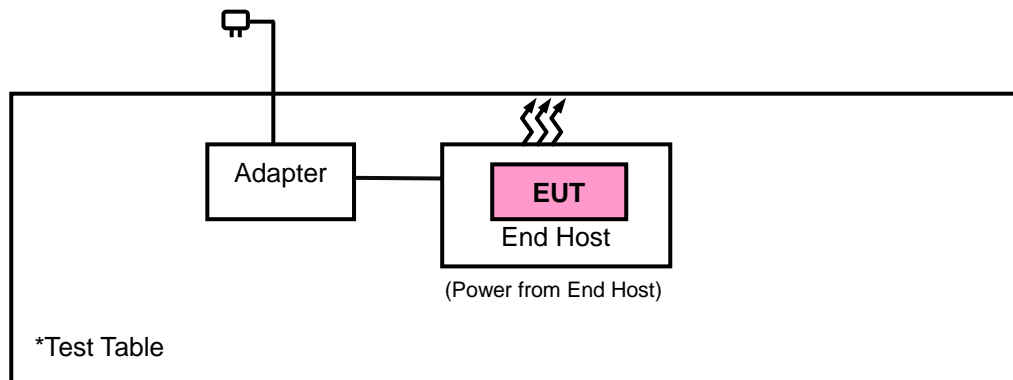 Adapter
EUT
End Host
(Power from End Host)
*Test Table